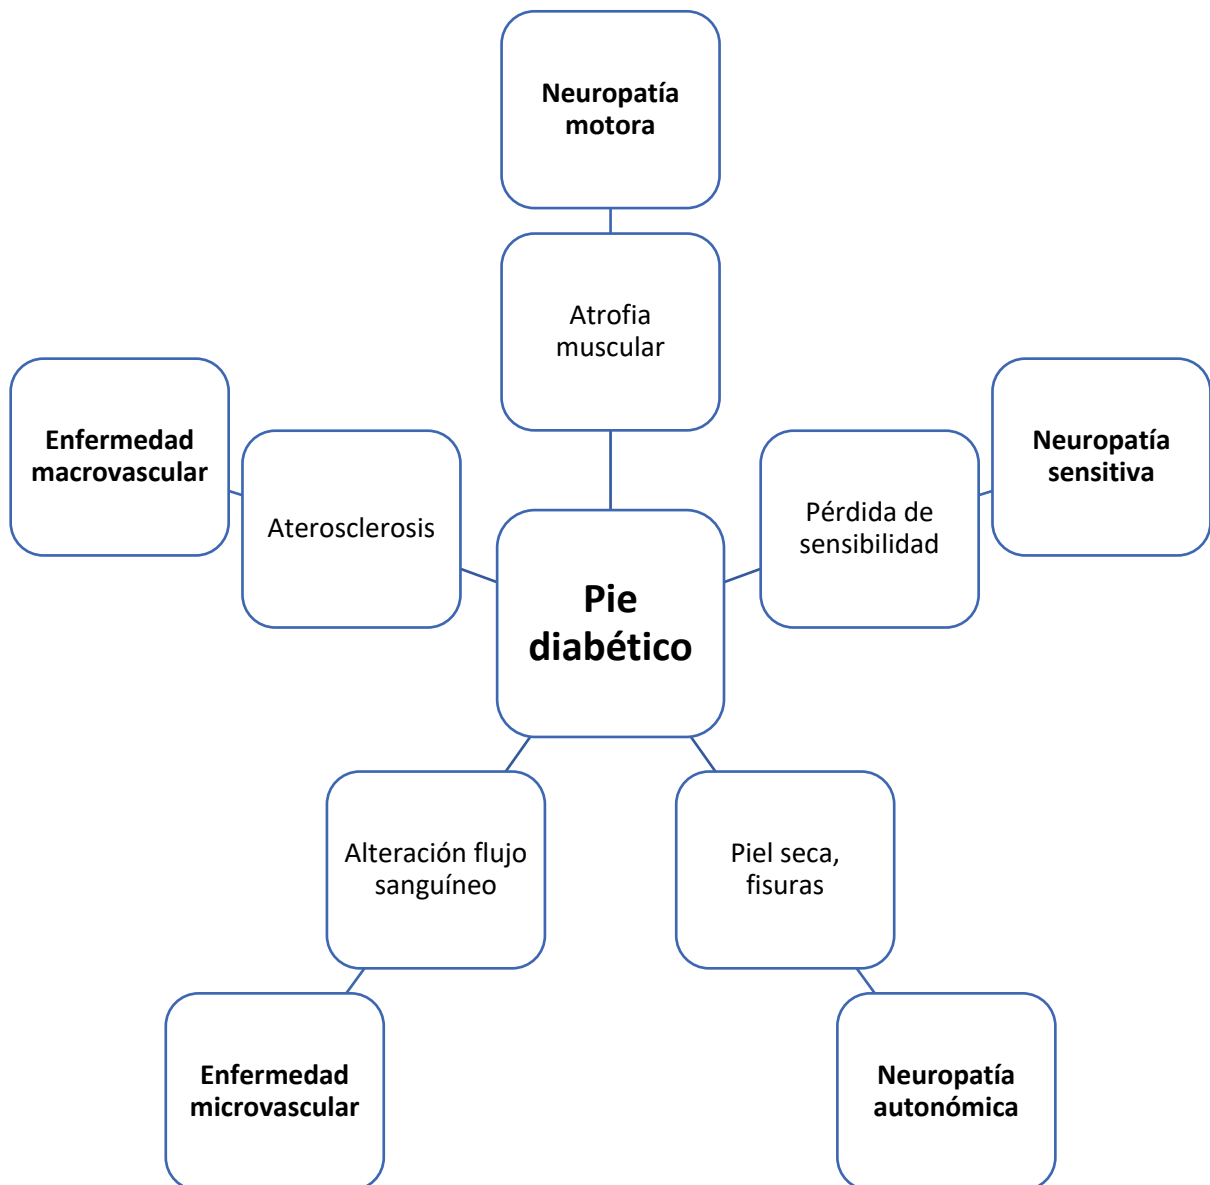 Neuropatía
motora
Atrofia
muscular
Enfermedad
macrovascular
Aterosclerosis
Pérdida de
sensibilidad
Neuropatía
sensitiva
Pie
diabético
Alteración flujo
sanguíneo
Piel seca,
fisuras
Enfermedad
microvascular
Neuropatía
autonómica